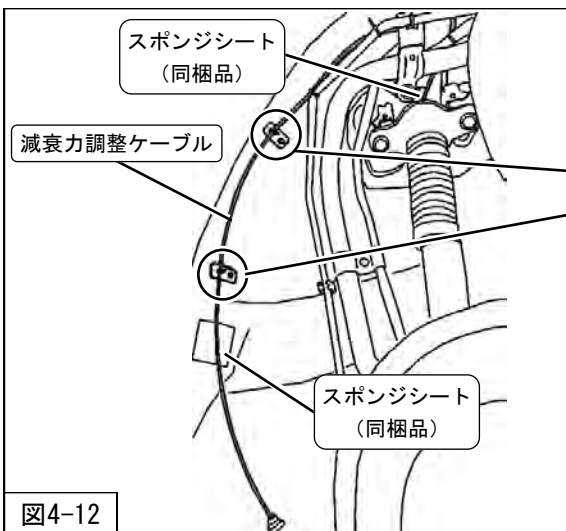 スポンジシート
（同梱品）
減衰力調整ケーブル
スポンジシート
（同梱品）
図4-12